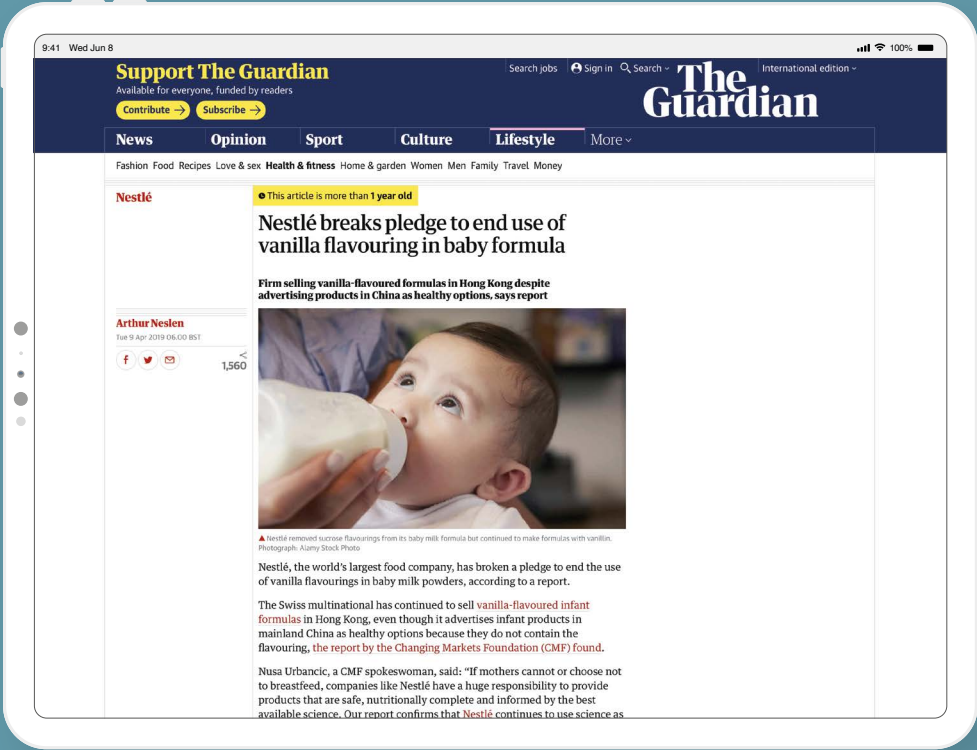 9:41 Wed Jun 8
100%
Support The Guardian
Available for everyone, funded by readers
Contribute →
Subscribe →
Search jobs
Sign in
Search
International edition
The
Guardian
News
Opinion
Sport
Culture
Lifestyle
More
Fashion Food Recipes Love & sex Health & fitness Home & garden Women Men Family Travel Money
Nestlé
This article is more than 1 year old
Nestlé breaks pledge to end use of
vanilla flavouring in baby formula
Firm selling vanilla-flavoured formulas in Hong Kong despite
advertising products in China as healthy options, says report
Arthur Neslen
Tue 9 Apr 2019 06.00 BST
1,560
Nestlé removed sucrose flavourings from its baby milk formula but continued to make formulas with vanillin.
Photograph: Alamy Stock Photo
Nestlé, the world's largest food company, has broken a pledge to end the use
of vanilla flavourings in baby milk powders, according to a report.
The Swiss multinational has continued to sell vanilla-flavoured infant
formulas in Hong Kong, even though it advertises infant products in
mainland China as healthy options because they do not contain the
flavouring, the report by the Changing Markets Foundation (CMF) found.
Nusa Urbancic, a CMF spokeswoman, said: “If mothers cannot or choose not
to breastfeed, companies like Nestlé have a huge responsibility to provide
products that are safe, nutritionally complete and informed by the best
available science. Our report confirms that Nestlé continues to use science as